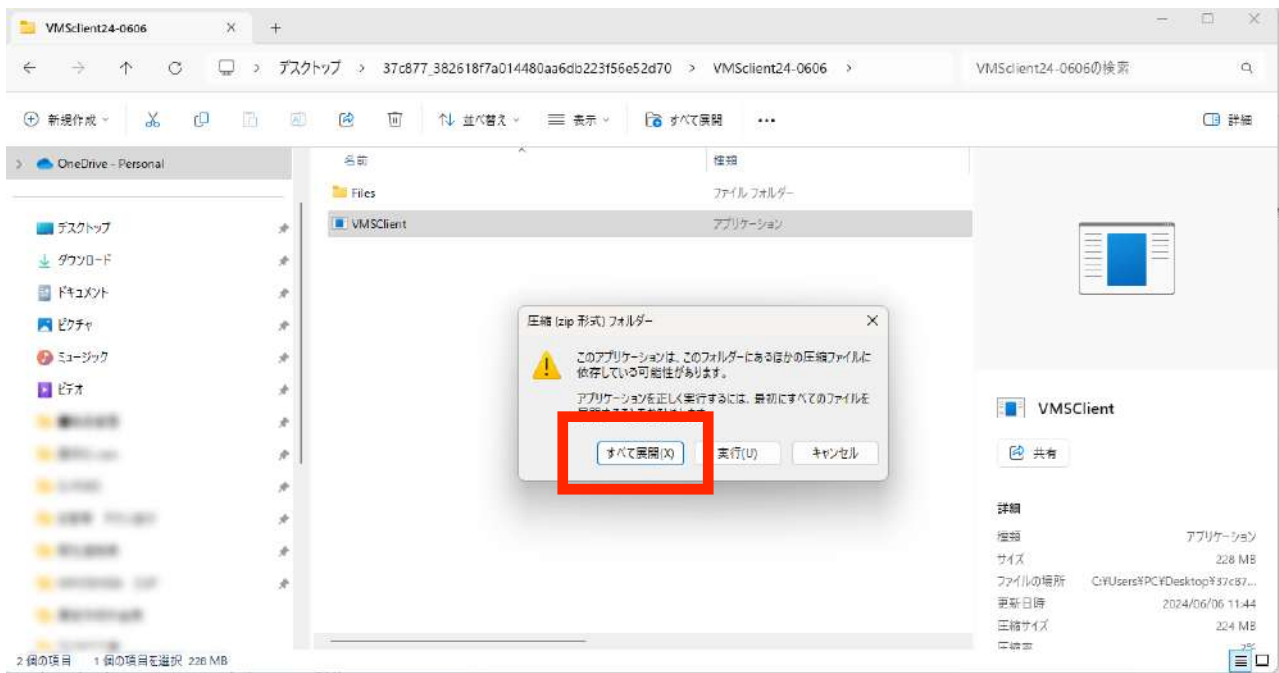 VMSclient24-0606
デスクトップ > 37c877_382618f7a014480aa6db223f56e52d70 > VMSclient24-0606 >
VMSclient24-0606の検索
新規作成
並べ替え
表示
すべて展開
詳細
OneDrive - Personal
名前
種類
Files
ファイル フォルダー
VMSClient
アプリケーション
デスクトップ
ダウンロード
ドキュメント
ピクチャ
ミュージック
ビデオ
圧縮 (zip 形式) フォルダー
このアプリケーションは、このフォルダーにあるほかの圧縮ファイルに
依存している可能性があります。
アプリケーションを正しく実行するには、最初にすべてのファイルを
すべて展開(X)
実行(U)
キャンセル
VMSClient
共有
詳細
種類 アプリケーション
サイズ 228 MB
ファイルの場所 C:¥Users¥PC¥Desktop¥37c87...
更新日時 2024/06/06 11:44
圧縮サイズ 224 MB
2 個の項目 1 個の項目を選択 228 MB